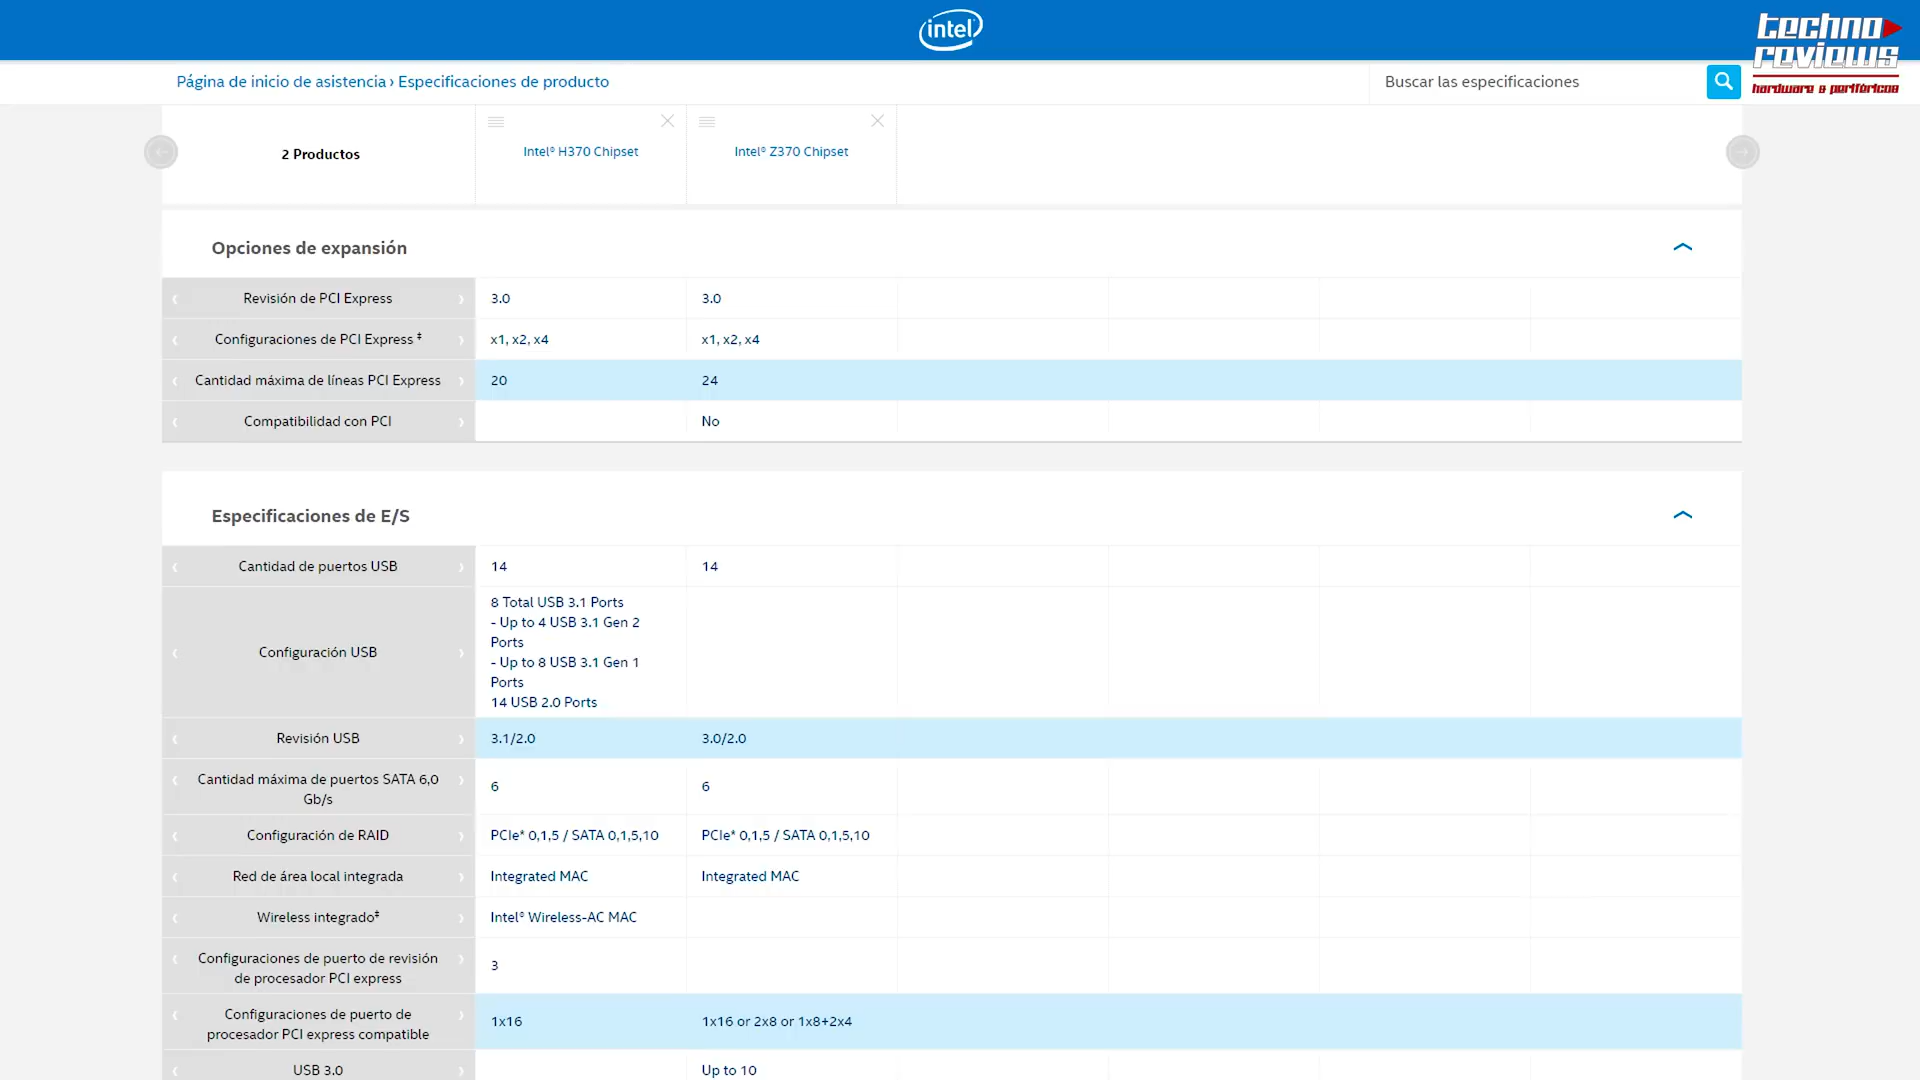 intel
techno
reviews
hardware & periféricos
Página de inicio de asistencia › Especificaciones de producto
Buscar las especificaciones
2 Productos
Intel® H370 Chipset
Intel® Z370 Chipset
Opciones de expansión
Revisión de PCI Express 3.0 3.0
Configuraciones de PCI Express ‡ x1, x2, x4 x1, x2, x4
Cantidad máxima de líneas PCI Express 20 24
Compatibilidad con PCI No
Especificaciones de E/S
Cantidad de puertos USB 14 14
Configuración USB
8 Total USB 3.1 Ports
- Up to 4 USB 3.1 Gen 2
Ports
- Up to 8 USB 3.1 Gen 1
Ports
14 USB 2.0 Ports
Revisión USB 3.1/2.0 3.0/2.0
Cantidad máxima de puertos SATA 6,0
Gb/s
6 6
Configuración de RAID PCIe* 0,1,5 / SATA 0,1,5,10 PCIe* 0,1,5 / SATA 0,1,5,10
Red de área local integrada Integrated MAC Integrated MAC
Wireless integrado‡ Intel® Wireless-AC MAC
Configuraciones de puerto de revisión
de procesador PCI express
3
Configuraciones de puerto de
procesador PCI express compatible
1x16 1x16 or 2x8 or 1x8+2x4
USB 3.0 Up to 10